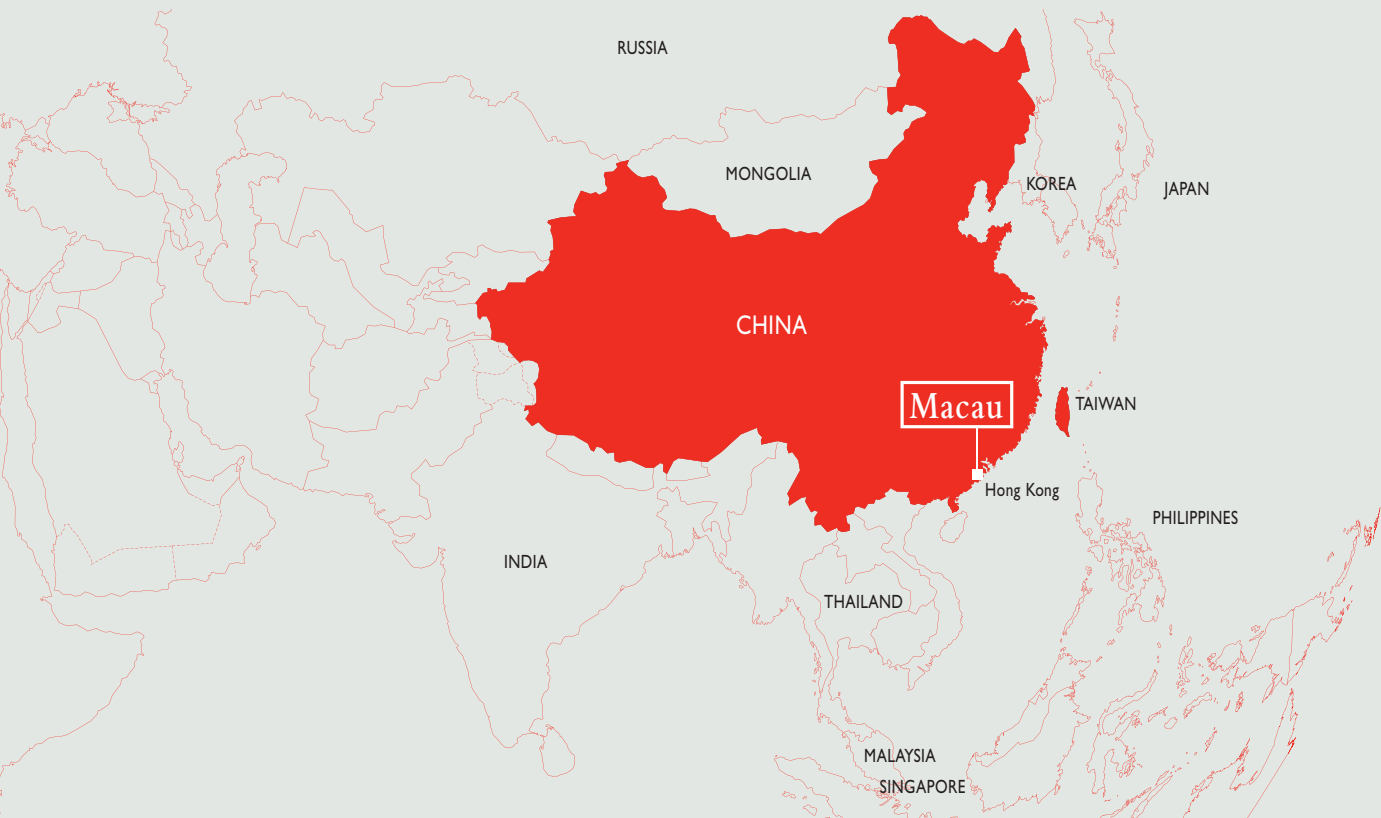 RUSSIA
MONGOLIA
KOREA
JAPAN
CHINA
Macau
TAIWAN
Hong Kong
PHILIPPINES
INDIA
THAILAND
MALAYSIA
SINGAPORE